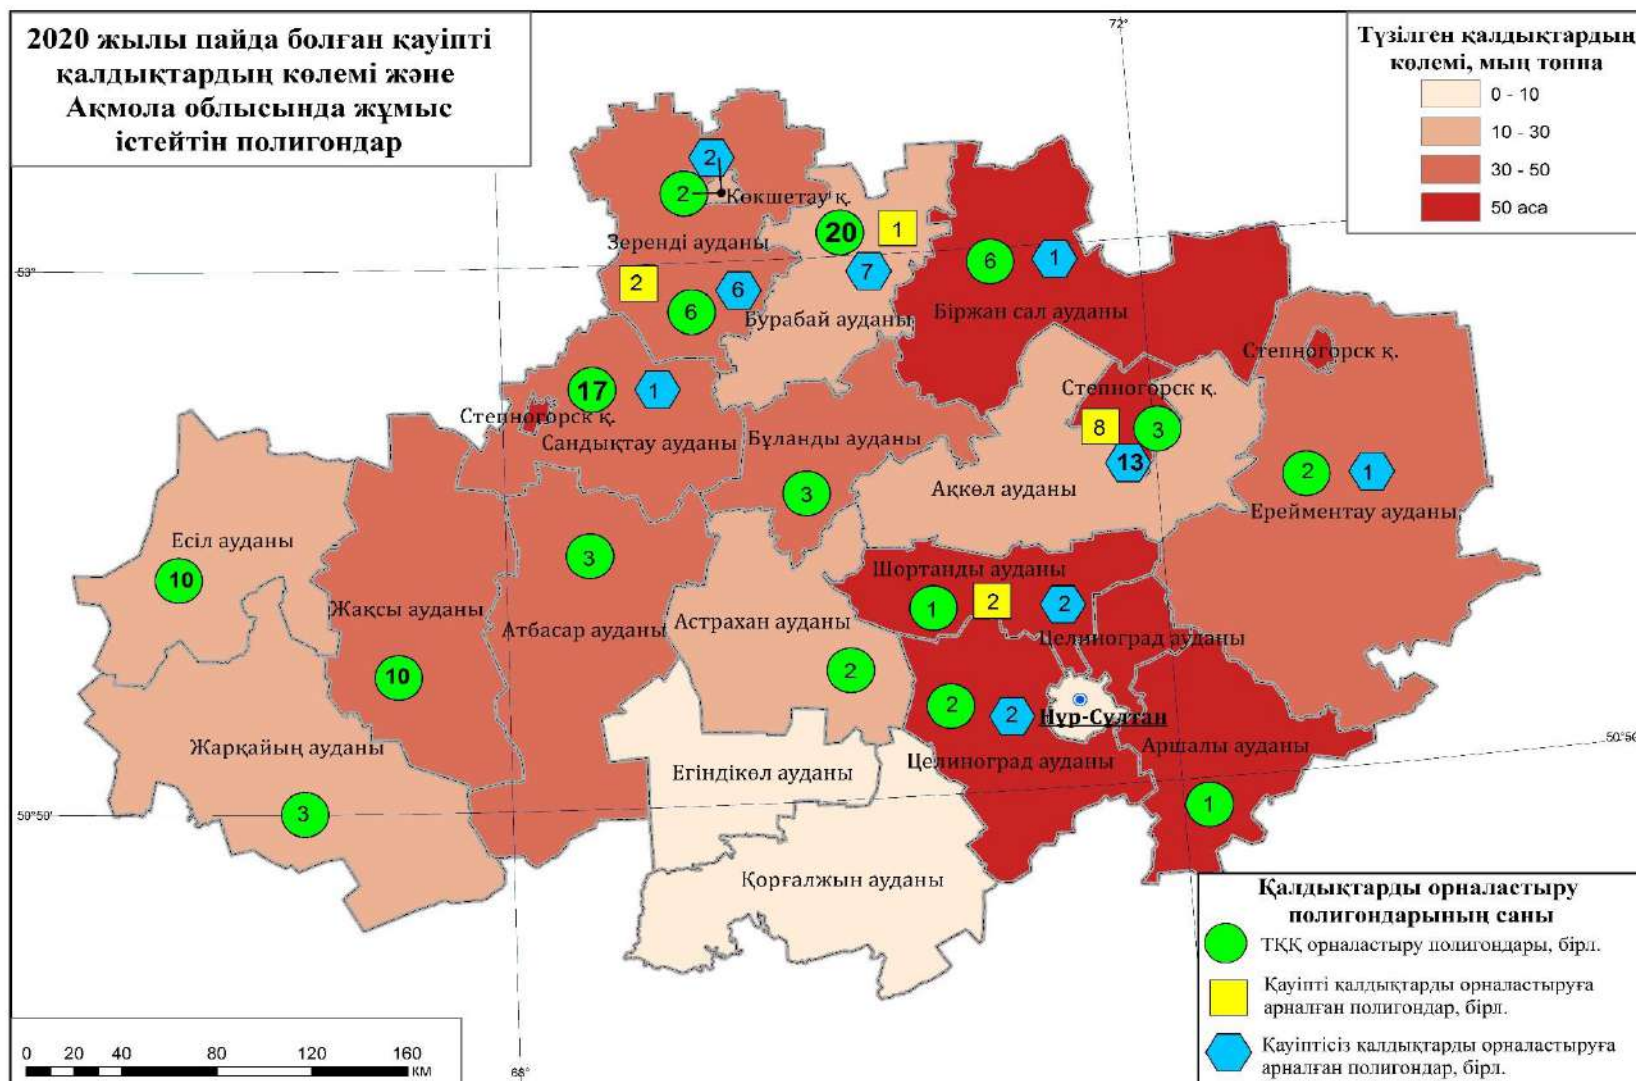 2020 жылы пайда болған қауіпті
қалдықтардың көлемі және
Ақмола облысында жұмыс
істейтін полигондар
72°
Түзілген қалдықтардың
көлемі, мың тонна
0 - 10
10 - 30
30 - 50
50 аса
2
2
Көкшетау қ.
20
1
Зеренді ауданы
53°
2
6
7
6
1
6
Бурабай ауданы
Біржан сал ауданы
Степногорск қ.
17
1
Степногорск қ.
Степногорск қ.
Сандықтау ауданы
Бұланды ауданы
8
3
13
2
1
Ақкөл ауданы
3
Ерейментау ауданы
Есіл ауданы
10
3
Шортанды ауданы
1
2
2
Жақсы ауданы
Атбасар ауданы
Астрахан ауданы
Целиноград ауданы
10
2
2
2
Нұр-Сұлтан
Жарқайың ауданы
Егіндікөл ауданы
Целиноград ауданы
Аршалы ауданы
50°50'
50°50'
3
1
Қорғалжын ауданы
Қалдықтарды орналастыру
полигондарының саны
ТҚҚ орналастыру полигондары, бірл.
Қауіпті қалдықтарды орналастыруға
арналған полигондар, бірл.
Қауіптісіз қалдықтарды орналастыруға
арналған полигондар, бірл.
0 20 40 80 120 160
КМ
68°